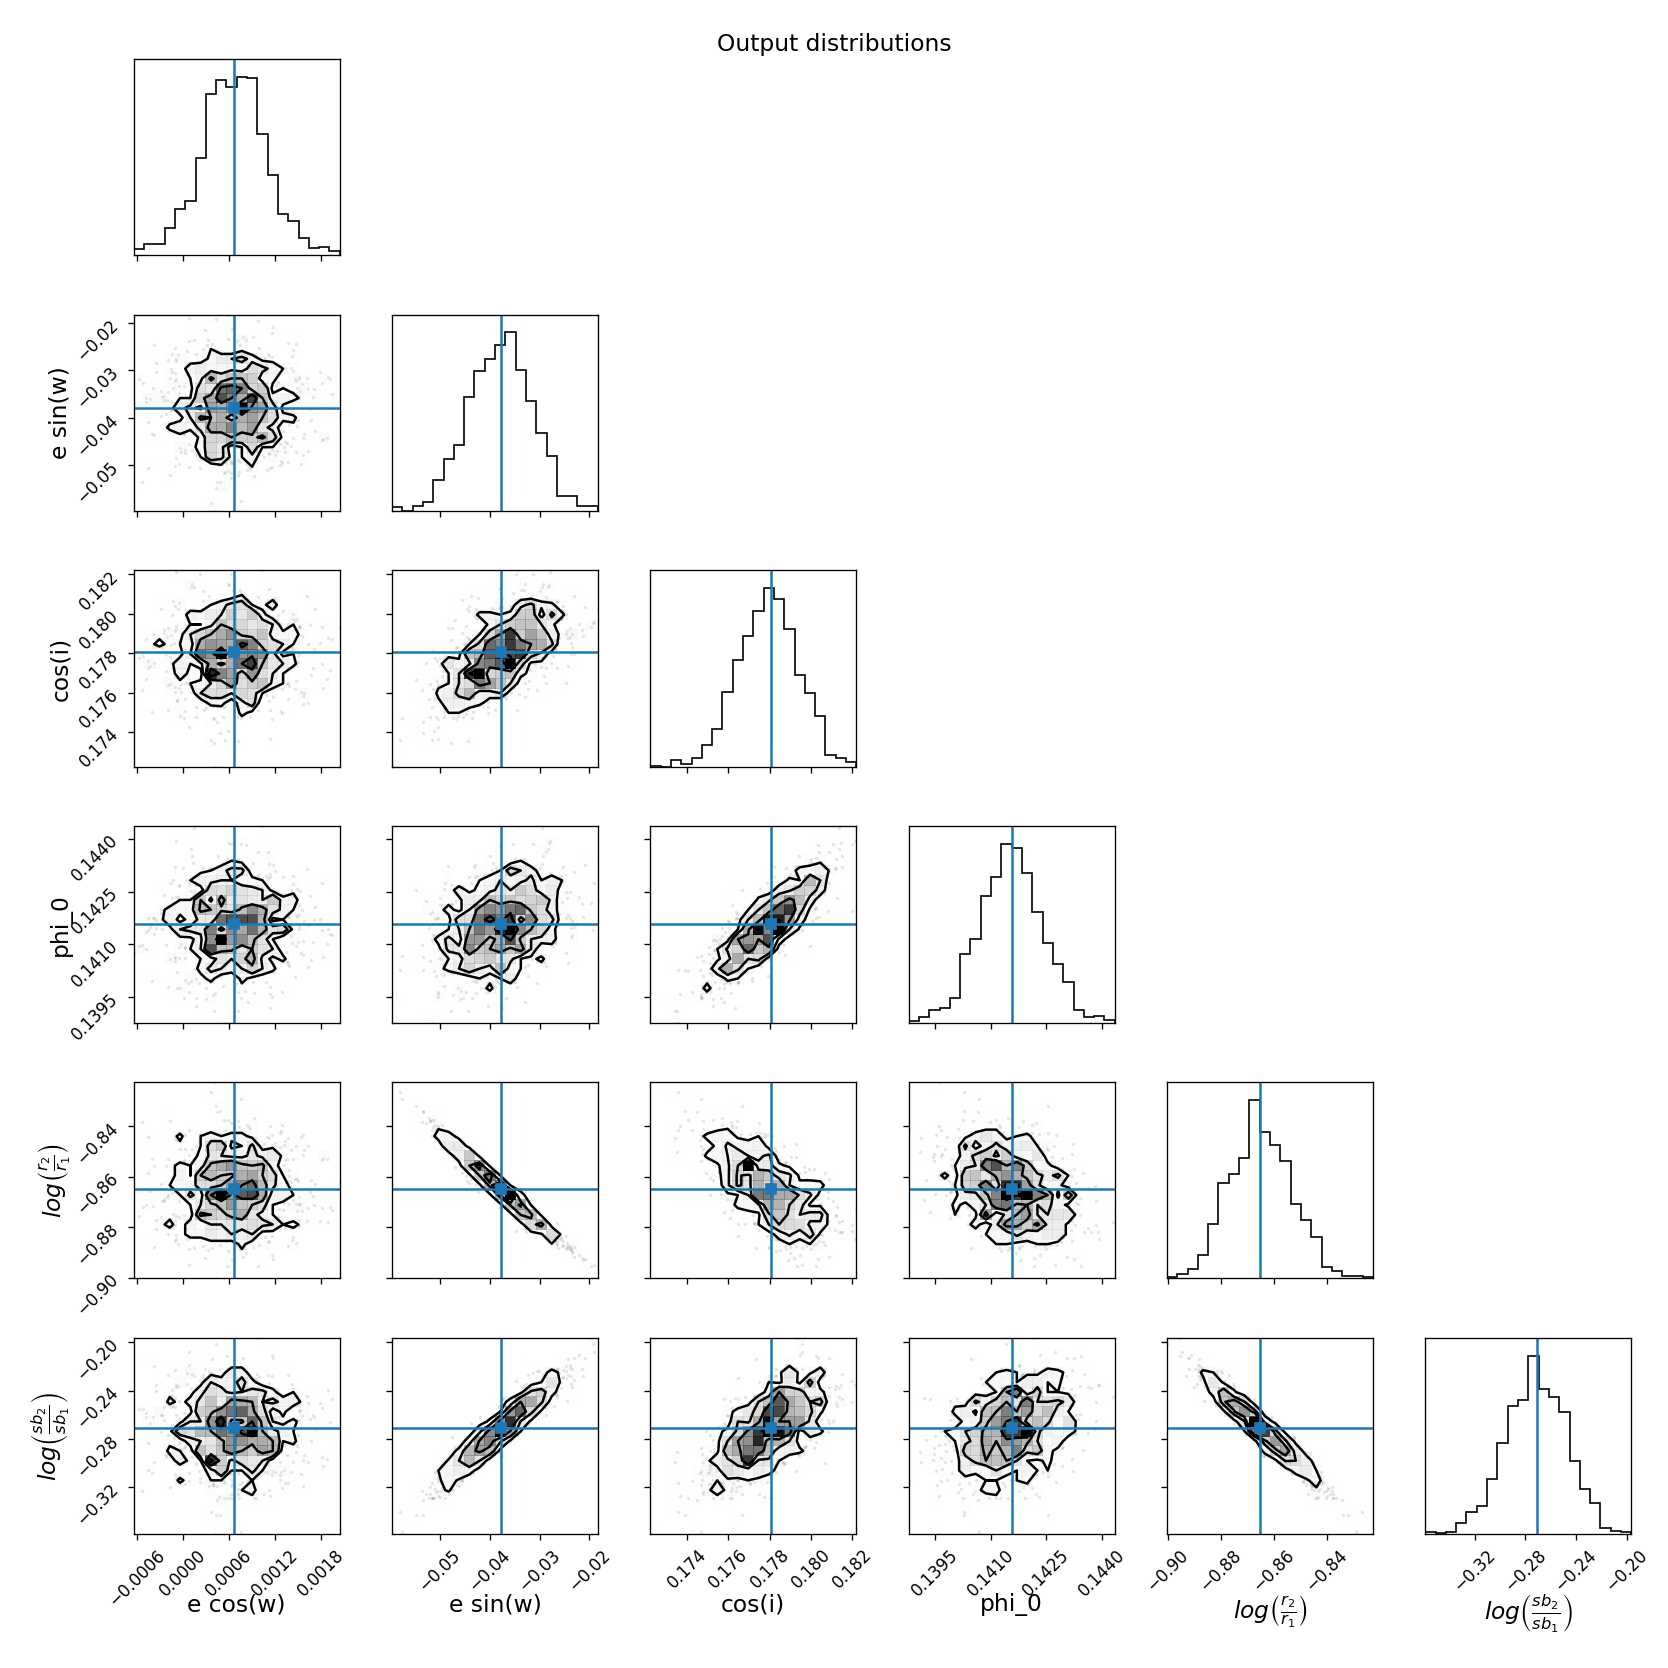 Output distributions
e sin(w)
−0.02
−0.03
−0.04
−0.05
cos(i)
0.182
0.180
0.178
0.176
0.174
phi_0
0.1440
0.1425
0.1410
0.1395
log(r₂/r₁)
−0.84
−0.86
−0.88
−0.90
log(sb₂/sb₁)
−0.20
−0.24
−0.28
−0.32
−0.0006 0.0000 0.0006 0.0012 0.0018
e cos(w)
−0.05 −0.04 −0.03 −0.02
e sin(w)
0.174 0.176 0.178 0.180 0.182
cos(i)
0.1395 0.1410 0.1425 0.1440
phi_0
−0.90 −0.88 −0.86 −0.84
log(r₂/r₁)
−0.32 −0.28 −0.24 −0.20
log(sb₂/sb₁)